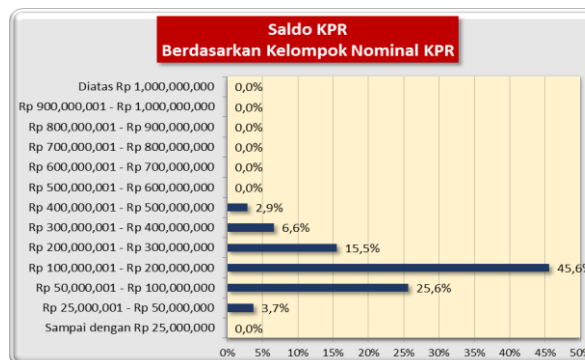 Saldo KPR
Berdasarkan Kelompok Nominal KPR
Diatas Rp 1,000,000,000 0,0%
Rp 900,000,001 - Rp 1,000,000,000 0,0%
Rp 800,000,001 - Rp 900,000,000 0,0%
Rp 700,000,001 - Rp 800,000,000 0,0%
Rp 600,000,001 - Rp 700,000,000 0,0%
Rp 500,000,001 - Rp 600,000,000 0,0%
Rp 400,000,001 - Rp 500,000,000 2,9%
Rp 300,000,001 - Rp 400,000,000 6,6%
Rp 200,000,001 - Rp 300,000,000 15,5%
Rp 100,000,001 - Rp 200,000,000 45,6%
Rp 50,000,001 - Rp 100,000,000 25,6%
Rp 25,000,001 - Rp 50,000,000 3,7%
Sampai dengan Rp 25,000,000 0,0%
0% 5% 10% 15% 20% 25% 30% 35% 40% 45% 50%